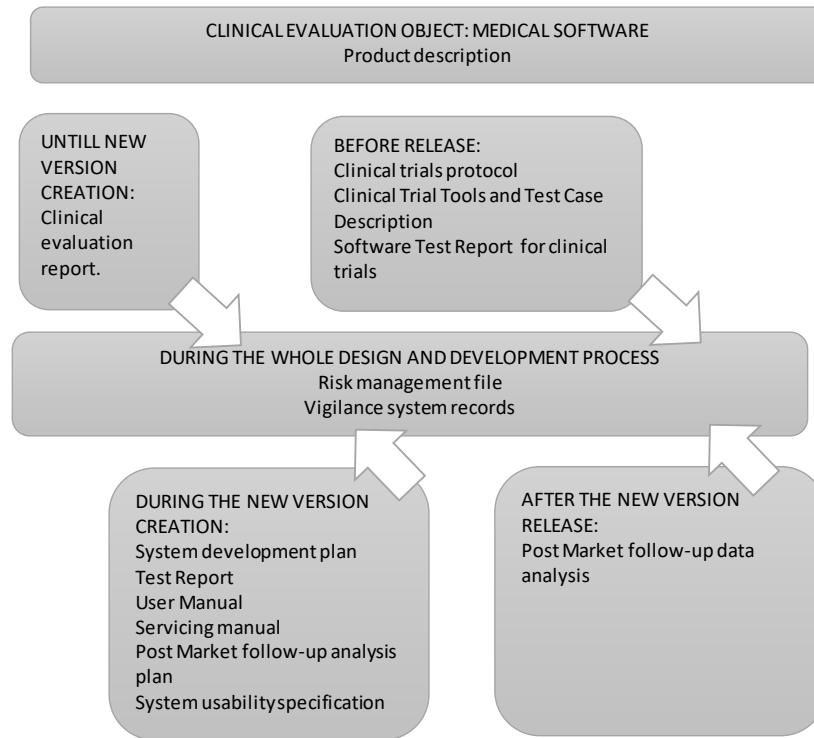 CLINICAL EVALUATION OBJECT: MEDICAL SOFTWARE
Product description
UNTILL NEW
VERSION
CREATION:
Clinical
evaluation
report.
BEFORE RELEASE:
Clinical trials protocol
Clinical Trial Tools and Test Case
Description
Software Test Report for clinical
trials
DURING THE WHOLE DESIGN AND DEVELOPMENT PROCESS
Risk management file
Vigilance system records
DURING THE NEW VERSION
CREATION:
System development plan
Test Report
User Manual
Servicing manual
Post Market follow-up analysis
plan
System usability specification
AFTER THE NEW VERSION
RELEASE:
Post Market follow-up data
analysis